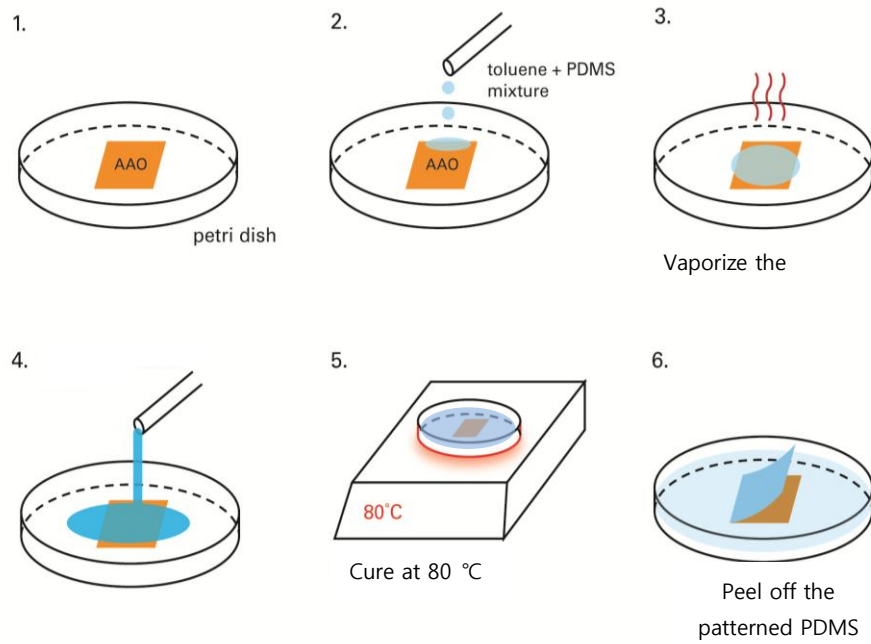 1.
AAO
petri dish
2.
toluene + PDMS
mixture
AAO
3.
Vaporize the
4.
5.
80°C
Cure at 80 ℃
6.
Peel off the
patterned PDMS